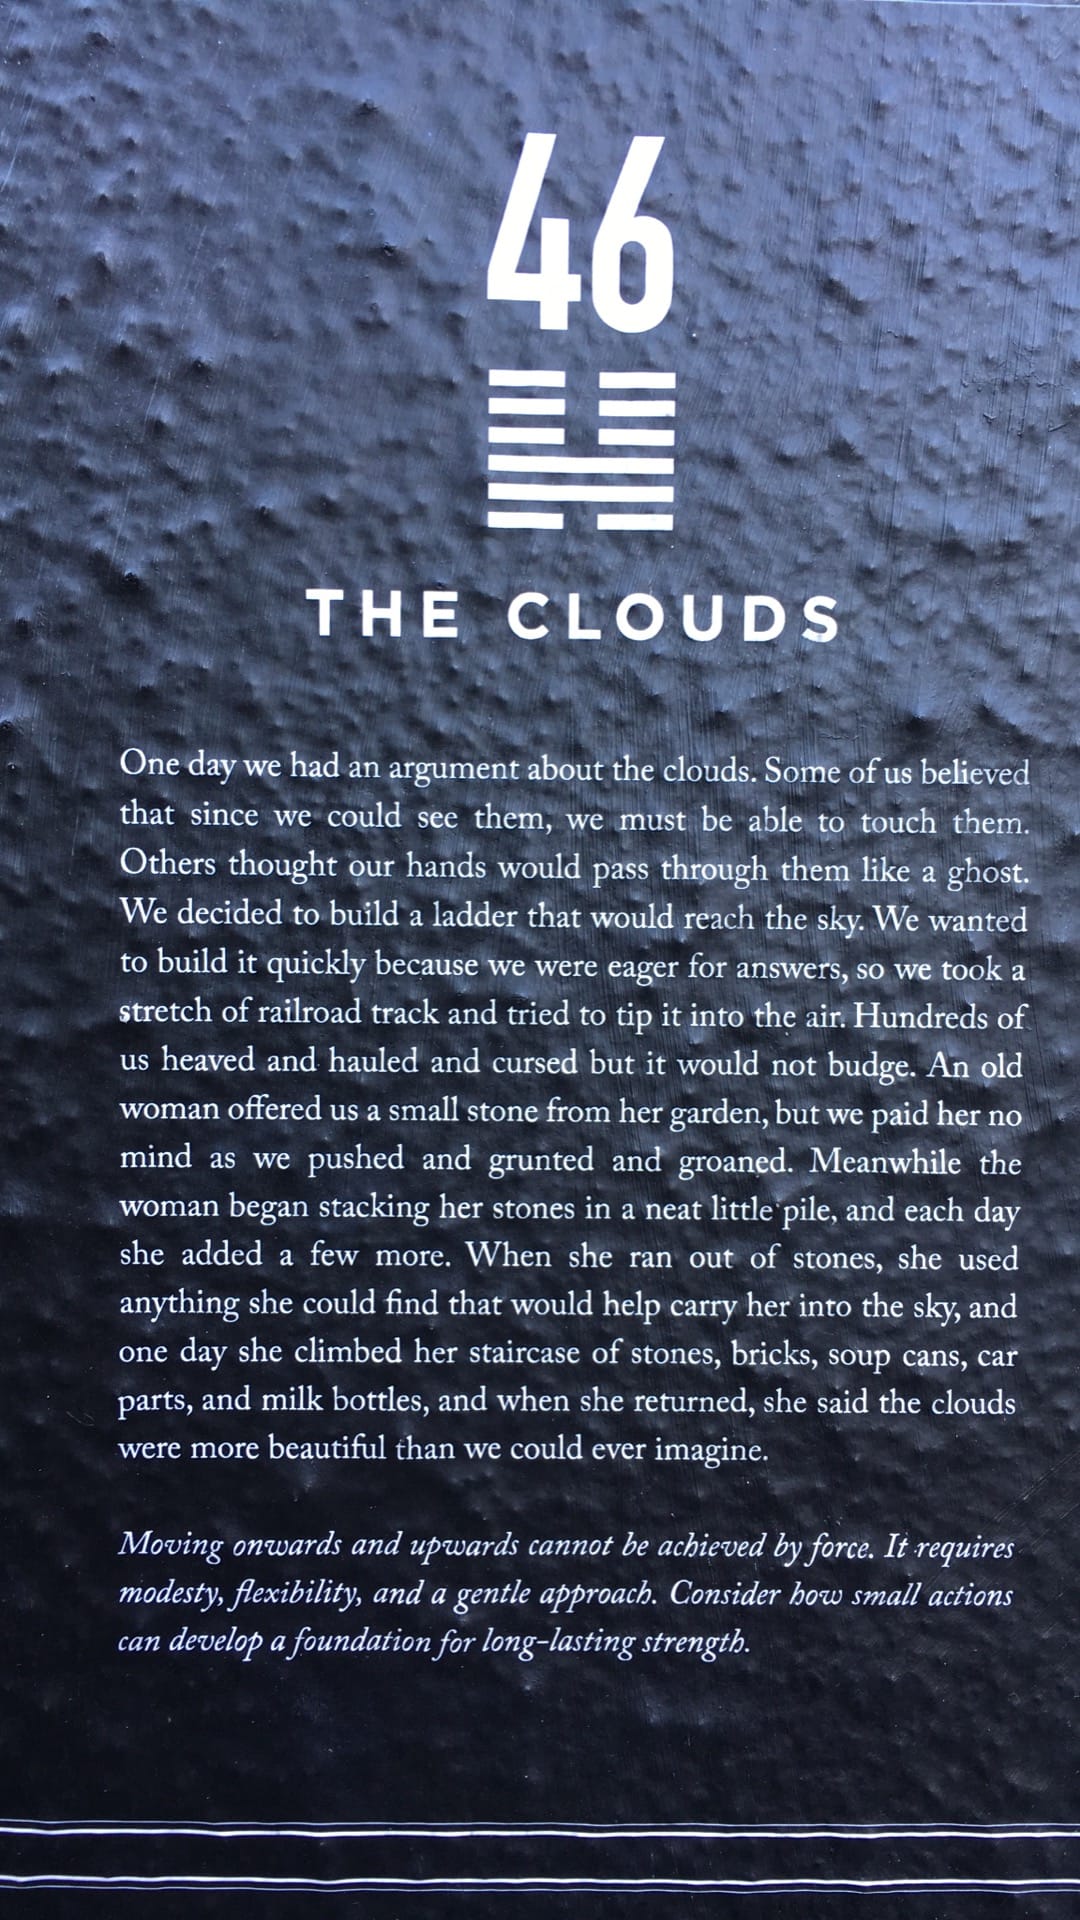 46
THE CLOUDS
One day we had an argument about the clouds. Some of us believed
that since we could see them, we must be able to touch them.
Others thought our hands would pass through them like a ghost.
We decided to build a ladder that would reach the sky. We wanted
to build it quickly because we were eager for answers, so we took a
stretch of railroad track and tried to tip it into the air. Hundreds of
us heaved and hauled and cursed but it would not budge. An old
woman offered us a small stone from her garden, but we paid her no
mind as we pushed and grunted and groaned. Meanwhile the
woman began stacking her stones in a neat little pile, and each day
she added a few more. When she ran out of stones, she used
anything she could find that would help carry her into the sky, and
one day she climbed her staircase of stones, bricks, soup cans, car
parts, and milk bottles, and when she returned, she said the clouds
were more beautiful than we could ever imagine.
Moving onwards and upwards cannot be achieved by force. It requires
modesty, flexibility, and a gentle approach. Consider how small actions
can develop a foundation for long-lasting strength.